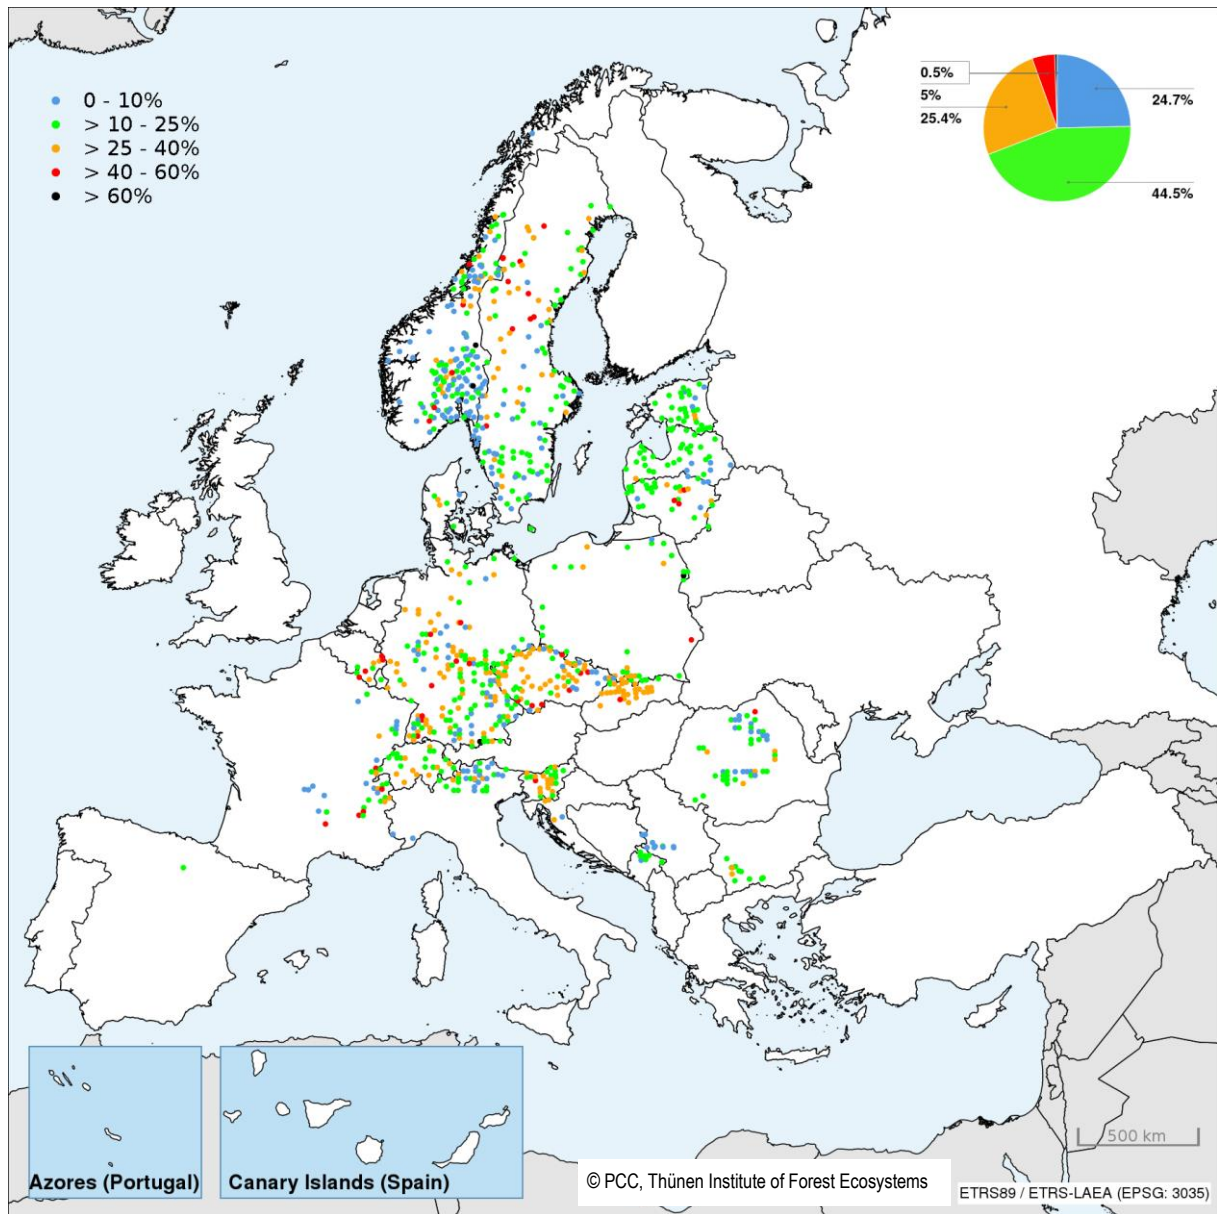 0 - 10%
> 10 - 25%
> 25 - 40%
> 40 - 60%
> 60%
0.5%
5%
25.4%
24.7%
44.5%
500 km
Azores (Portugal)
Canary Islands (Spain)
© PCC, Thünen Institute of Forest Ecosystems
ETRS89 / ETRS-LAEA (EPSG: 3035)